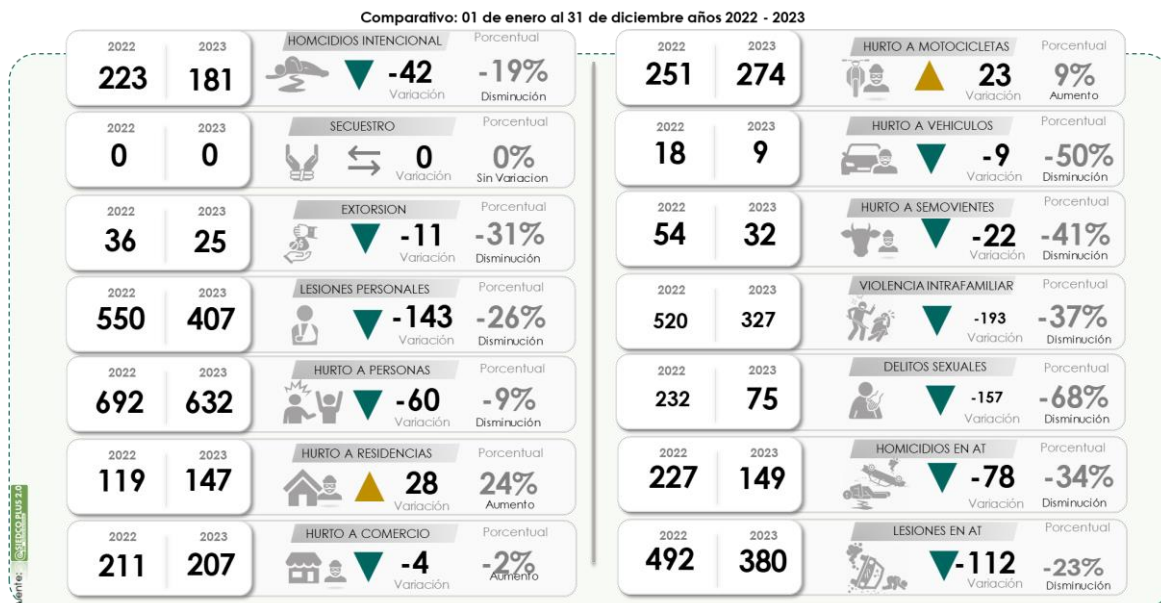 Comparativo: 01 de enero al 31 de diciembre años 2022 - 2023
2022 2023 HOMCIDIOS INTENCIONAL Porcentual
223 181 -42 -19%
Variación Disminución
2022 2023 SECUESTRO Porcentual
0 0 0 0%
Variación Sin Variacion
2022 2023 EXTORSION Porcentual
36 25 -11 -31%
Variación Disminución
2022 2023 LESIONES PERSONALES Porcentual
550 407 -143 -26%
Variación Disminución
2022 2023 HURTO A PERSONAS Porcentual
692 632 -60 -9%
Variación Disminución
2022 2023 HURTO A RESIDENCIAS Porcentual
119 147 28 24%
Variación Aumento
2022 2023 HURTO A COMERCIO Porcentual
211 207 -4 -2%
Variación Aumento
2022 2023 HURTO A MOTOCICLETAS Porcentual
251 274 23 9%
Variación Aumento
2022 2023 HURTO A VEHICULOS Porcentual
18 9 -9 -50%
Variación Disminución
2022 2023 HURTO A SEMOVIENTES Porcentual
54 32 -22 -41%
Variación Disminución
2022 2023 VIOLENCIA INTRAFAMILIAR Porcentual
520 327 -193 -37%
Variación Disminución
2022 2023 DELITOS SEXUALES Porcentual
232 75 -157 -68%
Variación Disminución
2022 2023 HOMICIDIOS EN AT Porcentual
227 149 -78 -34%
Variación Disminución
2022 2023 LESIONES EN AT Porcentual
492 380 -112 -23%
Variación Disminución
SIEDCO PLUS 2.0